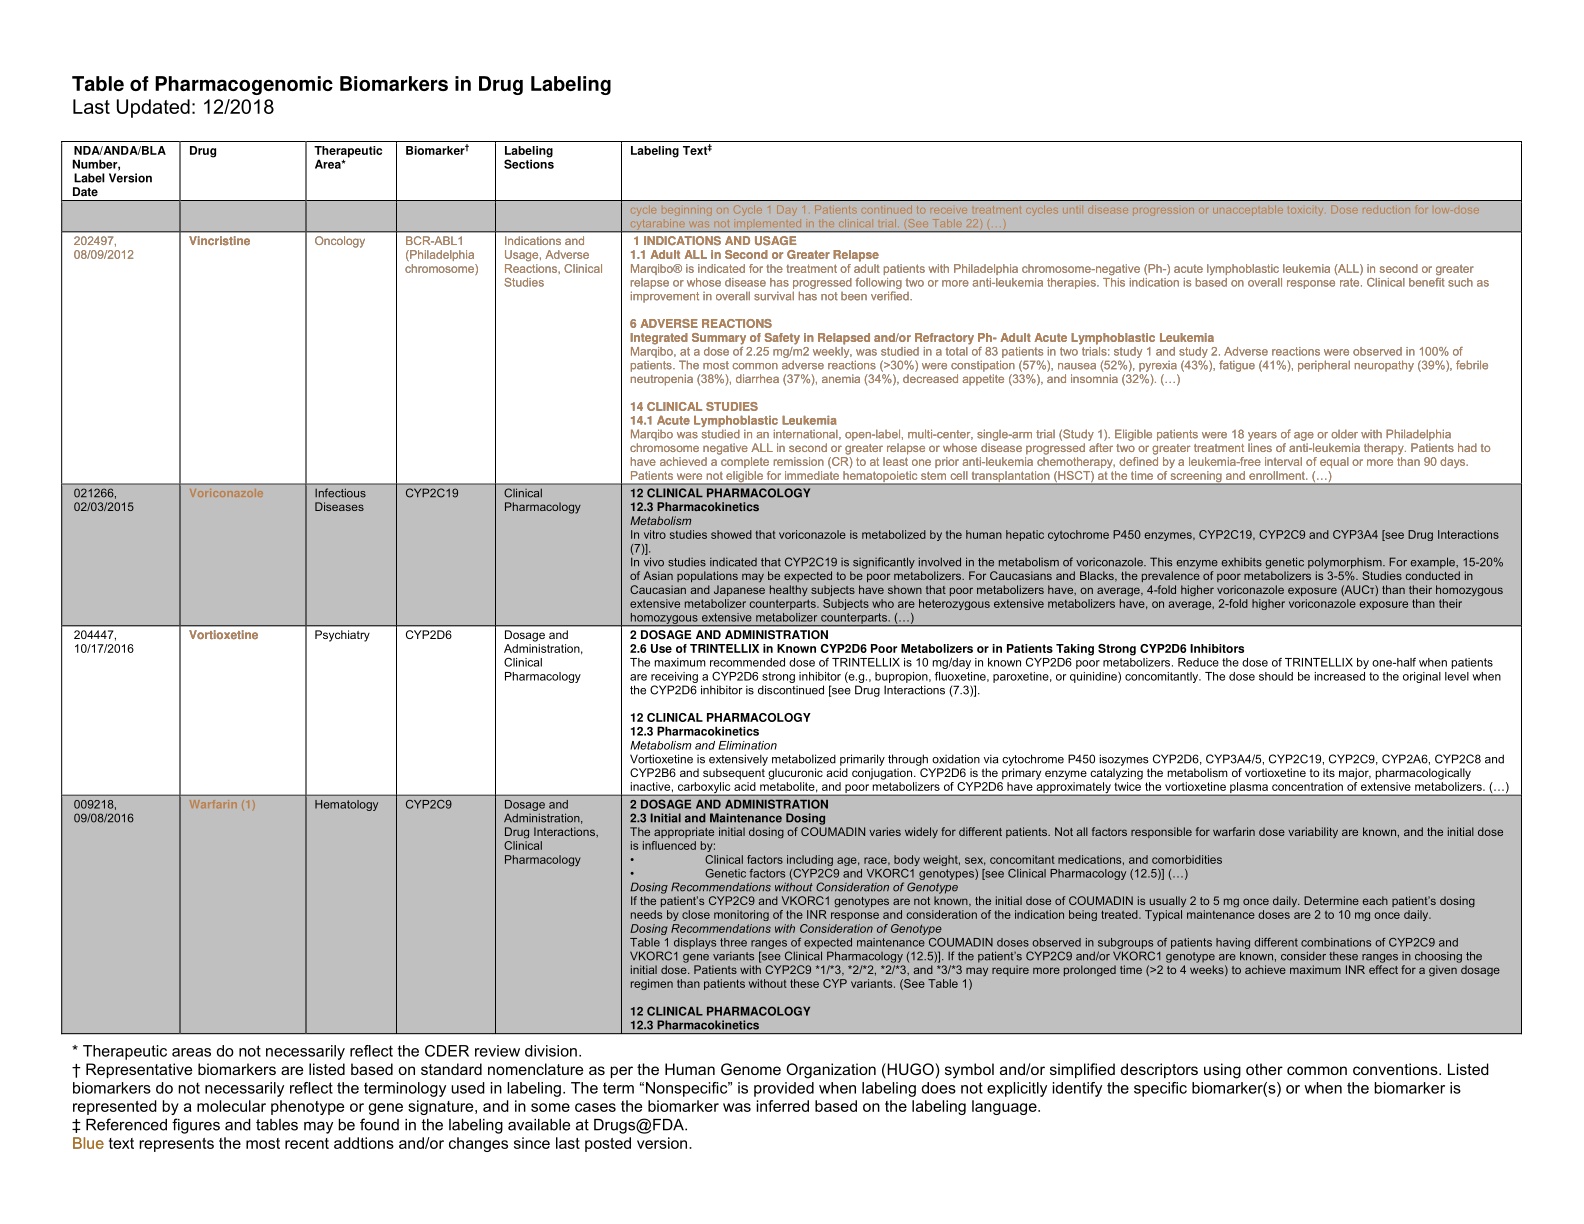 Table of Pharmacogenomic Biomarkers in Drug Labeling
Last Updated: 12/2018
NDA/ANDA/BLA
Number,
Label Version
Date
Drug
Therapeutic
Area*
Biomarker†
Labeling
Sections
Labeling Text‡
cycle beginning on Cycle 1 Day 1. Patients continued to receive treatment cycles until disease progression or unacceptable toxicity. Dose reduction for low-dose
cytarabine was not implemented in the clinical trial. (See Table 22) (…)
202497,
08/09/2012
Vincristine
Oncology
BCR-ABL1
(Philadelphia
chromosome)
Indications and
Usage, Adverse
Reactions, Clinical
Studies
1 INDICATIONS AND USAGE
1.1 Adult ALL in Second or Greater Relapse
Marqibo® is indicated for the treatment of adult patients with Philadelphia chromosome-negative (Ph-) acute lymphoblastic leukemia (ALL) in second or greater
relapse or whose disease has progressed following two or more anti-leukemia therapies. This indication is based on overall response rate. Clinical benefit such as
improvement in overall survival has not been verified.
6 ADVERSE REACTIONS
Integrated Summary of Safety in Relapsed and/or Refractory Ph- Adult Acute Lymphoblastic Leukemia
Marqibo, at a dose of 2.25 mg/m2 weekly, was studied in a total of 83 patients in two trials: study 1 and study 2. Adverse reactions were observed in 100% of
patients. The most common adverse reactions (>30%) were constipation (57%), nausea (52%), pyrexia (43%), fatigue (41%), peripheral neuropathy (39%), febrile
neutropenia (38%), diarrhea (37%), anemia (34%), decreased appetite (33%), and insomnia (32%). (…)
14 CLINICAL STUDIES
14.1 Acute Lymphoblastic Leukemia
Marqibo was studied in an international, open-label, multi-center, single-arm trial (Study 1). Eligible patients were 18 years of age or older with Philadelphia
chromosome negative ALL in second or greater relapse or whose disease progressed after two or greater treatment lines of anti-leukemia therapy. Patients had to
have achieved a complete remission (CR) to at least one prior anti-leukemia chemotherapy, defined by a leukemia-free interval of equal or more than 90 days.
Patients were not eligible for immediate hematopoietic stem cell transplantation (HSCT) at the time of screening and enrollment. (…)
021266,
02/03/2015
Voriconazole
Infectious
Diseases
CYP2C19
Clinical
Pharmacology
12 CLINICAL PHARMACOLOGY
12.3 Pharmacokinetics
Metabolism
In vitro studies showed that voriconazole is metabolized by the human hepatic cytochrome P450 enzymes, CYP2C19, CYP2C9 and CYP3A4 [see Drug Interactions
(7)].
In vivo studies indicated that CYP2C19 is significantly involved in the metabolism of voriconazole. This enzyme exhibits genetic polymorphism. For example, 15-20%
of Asian populations may be expected to be poor metabolizers. For Caucasians and Blacks, the prevalence of poor metabolizers is 3-5%. Studies conducted in
Caucasian and Japanese healthy subjects have shown that poor metabolizers have, on average, 4-fold higher voriconazole exposure (AUCτ) than their homozygous
extensive metabolizer counterparts. Subjects who are heterozygous extensive metabolizers have, on average, 2-fold higher voriconazole exposure than their
homozygous extensive metabolizer counterparts. (…)
204447,
10/17/2016
Vortioxetine
Psychiatry
CYP2D6
Dosage and
Administration,
Clinical
Pharmacology
2 DOSAGE AND ADMINISTRATION
2.6 Use of TRINTELLIX in Known CYP2D6 Poor Metabolizers or in Patients Taking Strong CYP2D6 Inhibitors
The maximum recommended dose of TRINTELLIX is 10 mg/day in known CYP2D6 poor metabolizers. Reduce the dose of TRINTELLIX by one-half when patients
are receiving a CYP2D6 strong inhibitor (e.g., bupropion, fluoxetine, paroxetine, or quinidine) concomitantly. The dose should be increased to the original level when
the CYP2D6 inhibitor is discontinued [see Drug Interactions (7.3)].
12 CLINICAL PHARMACOLOGY
12.3 Pharmacokinetics
Metabolism and Elimination
Vortioxetine is extensively metabolized primarily through oxidation via cytochrome P450 isozymes CYP2D6, CYP3A4/5, CYP2C19, CYP2C9, CYP2A6, CYP2C8 and
CYP2B6 and subsequent glucuronic acid conjugation. CYP2D6 is the primary enzyme catalyzing the metabolism of vortioxetine to its major, pharmacologically
inactive, carboxylic acid metabolite, and poor metabolizers of CYP2D6 have approximately twice the vortioxetine plasma concentration of extensive metabolizers. (…)
009218,
09/08/2016
Warfarin (1)
Hematology
CYP2C9
Dosage and
Administration,
Drug Interactions,
Clinical
Pharmacology
2 DOSAGE AND ADMINISTRATION
2.3 Initial and Maintenance Dosing
The appropriate initial dosing of COUMADIN varies widely for different patients. Not all factors responsible for warfarin dose variability are known, and the initial dose
is influenced by:
• Clinical factors including age, race, body weight, sex, concomitant medications, and comorbidities
• Genetic factors (CYP2C9 and VKORC1 genotypes) [see Clinical Pharmacology (12.5)] (…)
Dosing Recommendations without Consideration of Genotype
If the patient’s CYP2C9 and VKORC1 genotypes are not known, the initial dose of COUMADIN is usually 2 to 5 mg once daily. Determine each patient’s dosing
needs by close monitoring of the INR response and consideration of the indication being treated. Typical maintenance doses are 2 to 10 mg once daily.
Dosing Recommendations with Consideration of Genotype
Table 1 displays three ranges of expected maintenance COUMADIN doses observed in subgroups of patients having different combinations of CYP2C9 and
VKORC1 gene variants [see Clinical Pharmacology (12.5)]. If the patient’s CYP2C9 and/or VKORC1 genotype are known, consider these ranges in choosing the
initial dose. Patients with CYP2C9 *1/*3, *2/*2, *2/*3, and *3/*3 may require more prolonged time (>2 to 4 weeks) to achieve maximum INR effect for a given dosage
regimen than patients without these CYP variants. (See Table 1)
12 CLINICAL PHARMACOLOGY
12.3 Pharmacokinetics
* Therapeutic areas do not necessarily reflect the CDER review division.
† Representative biomarkers are listed based on standard nomenclature as per the Human Genome Organization (HUGO) symbol and/or simplified descriptors using other common conventions. Listed
biomarkers do not necessarily reflect the terminology used in labeling. The term “Nonspecific” is provided when labeling does not explicitly identify the specific biomarker(s) or when the biomarker is
represented by a molecular phenotype or gene signature, and in some cases the biomarker was inferred based on the labeling language.
‡ Referenced figures and tables may be found in the labeling available at Drugs@FDA.
Blue text represents the most recent addtions and/or changes since last posted version.